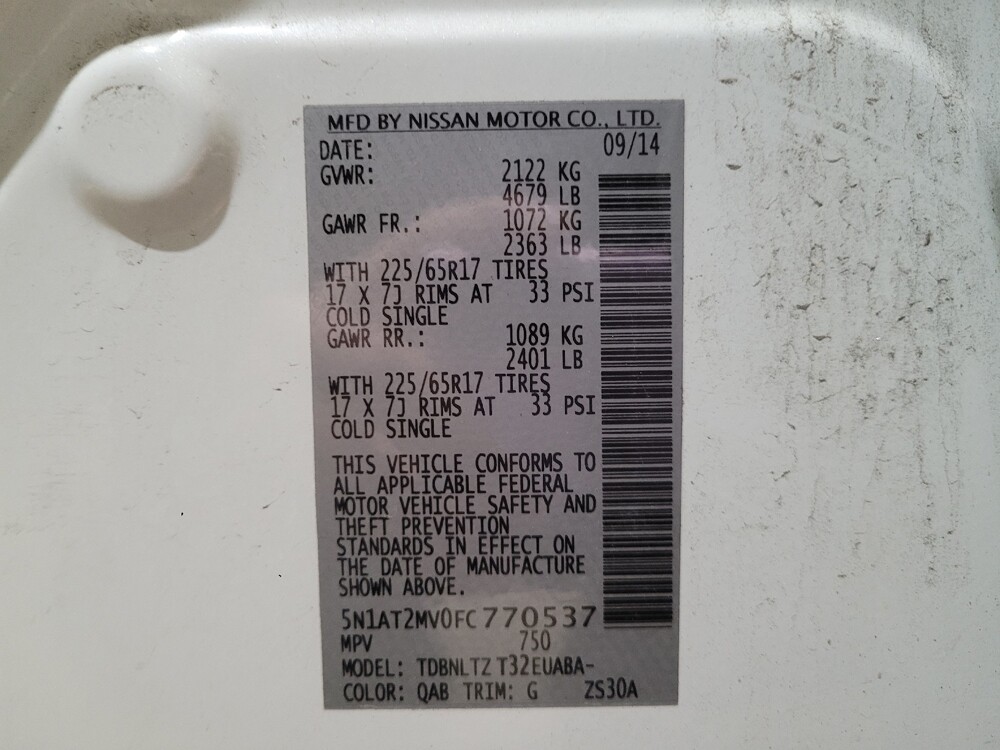 MFD BY NISSAN MOTOR CO., LTD.
DATE: 09/14
GVWR: 2122 KG
4679 LB
GAWR FR.: 1072 KG
2363 LB
WITH 225/65R17 TIRES
17 X 7J RIMS AT 33 PSI
COLD SINGLE
GAWR RR.: 1089 KG
2401 LB
WITH 225/65R17 TIRES
17 X 7J RIMS AT 33 PSI
COLD SINGLE
THIS VEHICLE CONFORMS TO
ALL APPLICABLE FEDERAL
MOTOR VEHICLE SAFETY AND
THEFT PREVENTION
STANDARDS IN EFFECT ON
THE DATE OF MANUFACTURE
SHOWN ABOVE.
5N1AT2MV0FC770537
MPV 750
MODEL: TDBNLTZ T32EUABA-
COLOR: QAB TRIM: G ZS30A